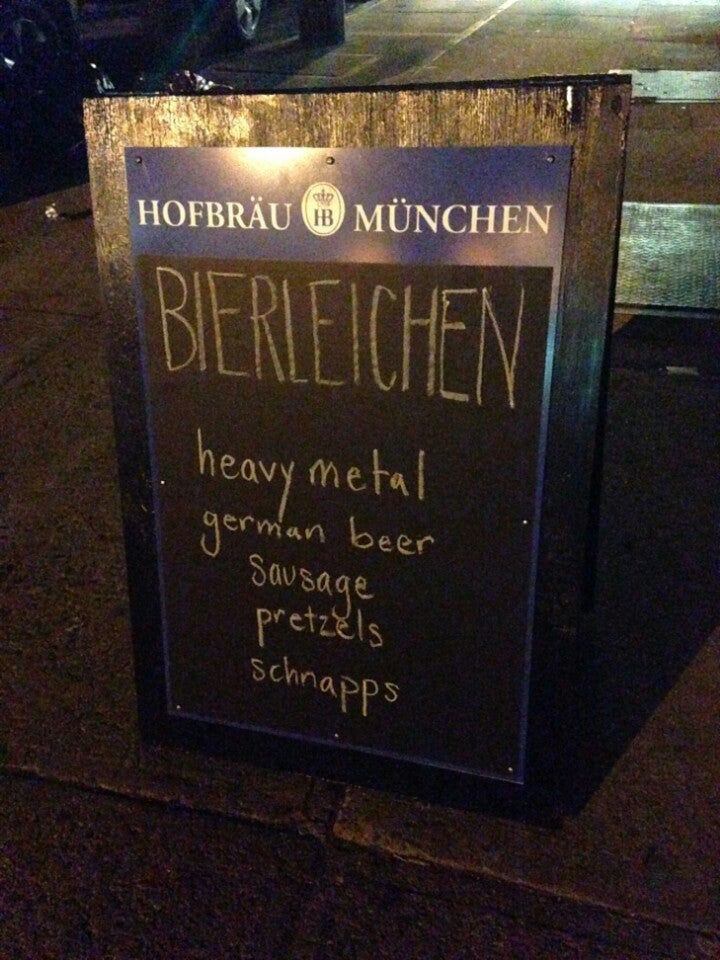 HOFBRÄU HB MÜNCHEN
BIERLEICHEN
heavy metal
german beer
sausage
pretzels
schnapps